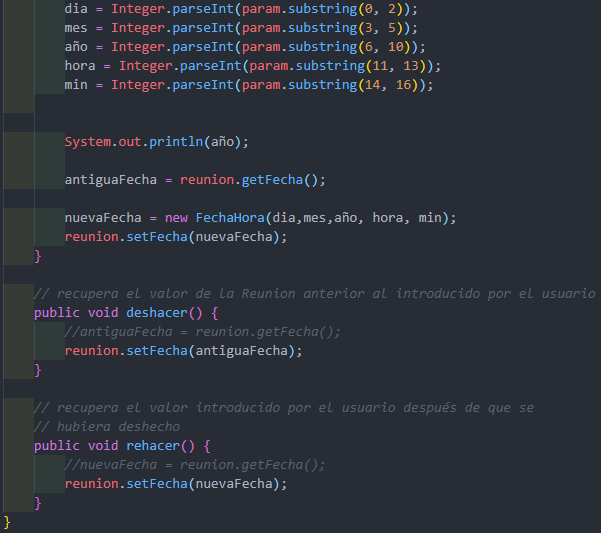 dia = Integer.parseInt(param.substring(0, 2));
mes = Integer.parseInt(param.substring(3, 5));
año = Integer.parseInt(param.substring(6, 10));
hora = Integer.parseInt(param.substring(11, 13));
min = Integer.parseInt(param.substring(14, 16));
System.out.println(año);
antiguaFecha = reunion.getFecha();
nuevaFecha = new FechaHora(dia,mes,año, hora, min);
reunion.setFecha(nuevaFecha);
}
// recupera el valor de la Reunion anterior al introducido por el usuario
public void deshacer() {
//antiguaFecha = reunion.getFecha();
reunion.setFecha(antiguaFecha);
}
// recupera el valor introducido por el usuario después de que se
// hubiera deshecho
public void rehacer() {
//nuevaFecha = reunion.getFecha();
reunion.setFecha(nuevaFecha);
}
}